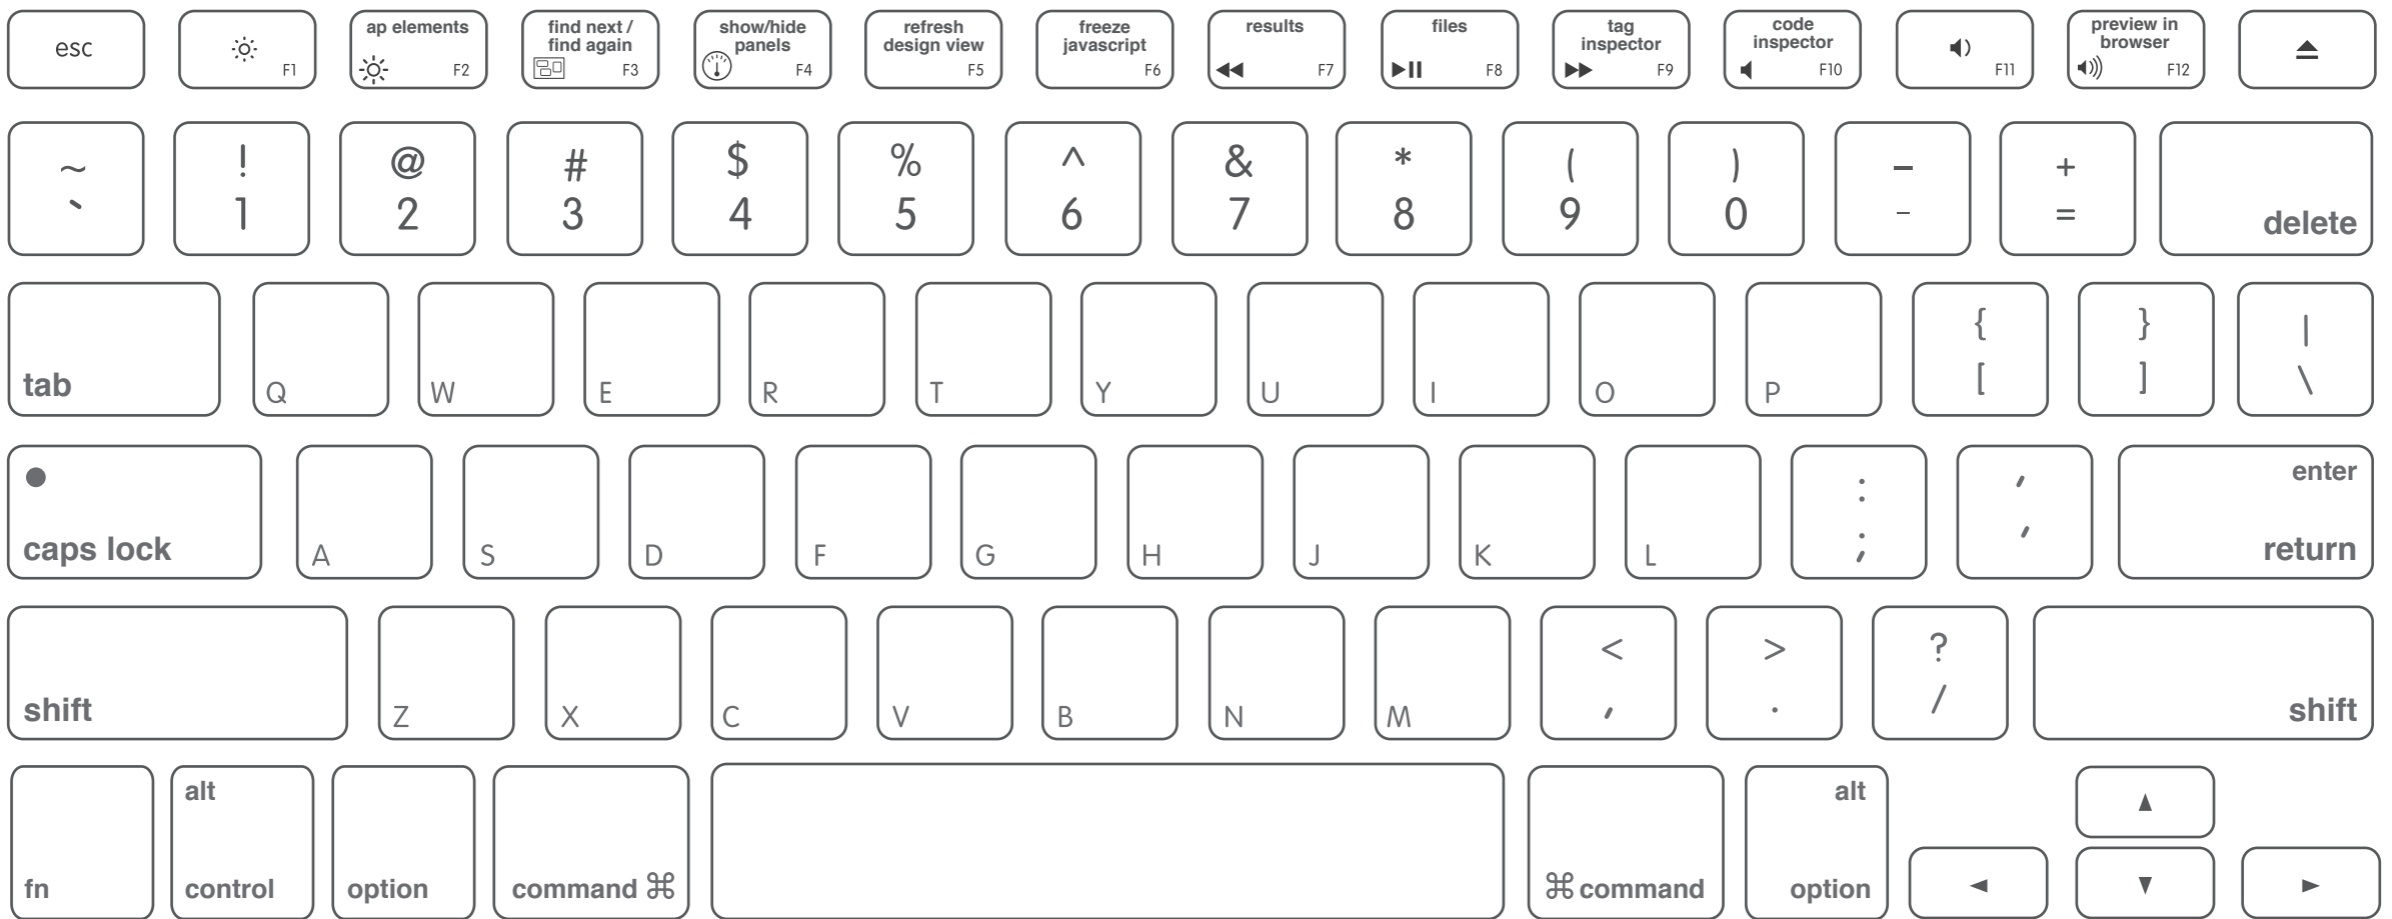 esc
F1
ap elements
F2
find next /
find again
F3
show/hide
panels
F4
refresh
design view
F5
freeze
javascript
F6
results
F7
files
F8
tag
inspector
F9
code
inspector
F10
F11
preview in
browser
F12
~ ! @ # $ % ^ & * ( ) – +
` 1 2 3 4 5 6 7 8 9 0 - =
delete
{ } |
tab Q W E R T Y U I O P [ ] \
enter
: '
; '
caps lock A S D F G H J K L return
< > ?
, . /
shift Z X C V B N M shift
alt alt
fn control option command ⌘ ⌘ command option